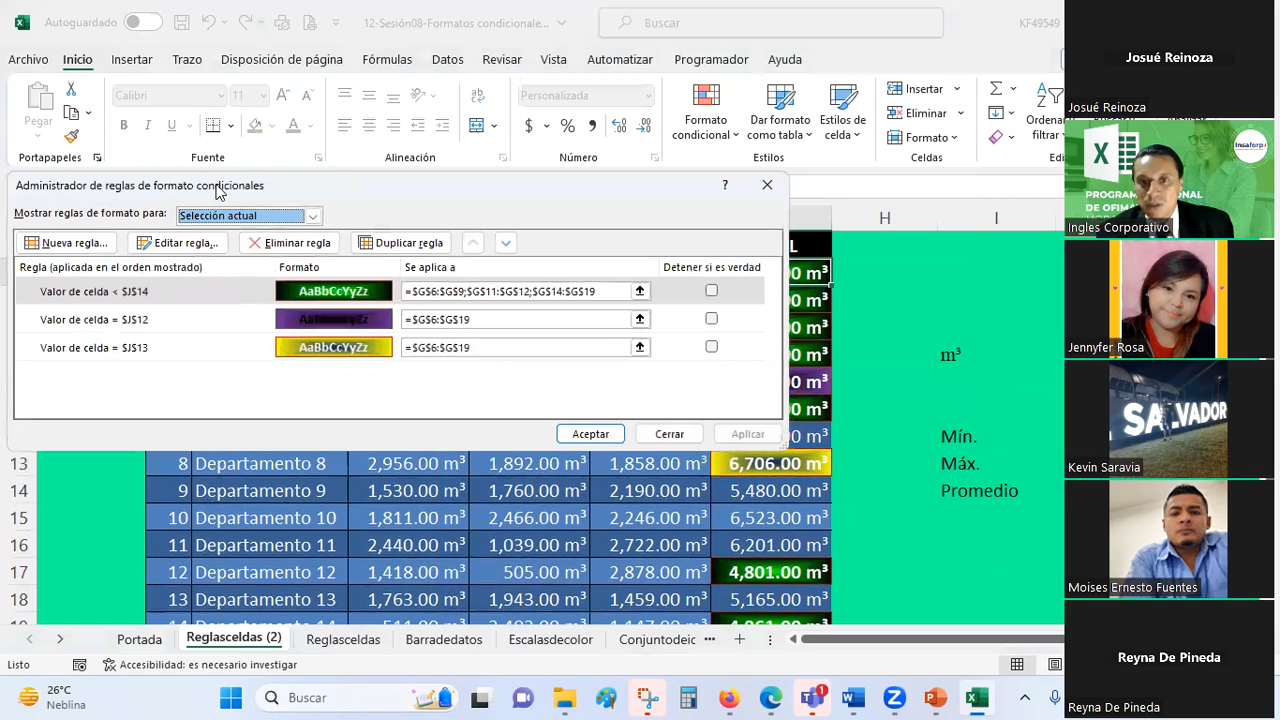 Autoguardado
12-Sesión08-Formatos condicionale...
Buscar
KF49549
Archivo Inicio Insertar Trazo Disposición de página Fórmulas Datos Revisar Vista Automatizar Programador Ayuda
Pegar
Portapapeles
Calibri 11
N K S
Fuente
Alineación
Personalizada
$ % 000
Número
Formato condicional
Dar formato como tabla
Estilos de celda
Estilos
Insertar
Eliminar
Formato
Celdas
Ordenar
filtrar
Edi
Administrador de reglas de formato condicionales
? ×
Mostrar reglas de formato para: Selección actual
Nueva regla... Editar regla... Eliminar regla Duplicar regla
Regla (aplicada en el orden mostrado) Formato Se aplica a Detener si es verdad
Valor de celda < $J$14 AaBbCcYyZz =$G$6:$G$9;$G$11:$G$12;$G$14:$G$19
Valor de celda = $J$12 AaBbCcYyZz =$G$6:$G$19
Valor de celda = $J$13 AaBbCcYyZz =$G$6:$G$19
Aceptar Cerrar Aplicar
H I
m³
Mín.
Máx.
Promedio
13 8 Departamento 8 2,956.00 m³ 1,892.00 m³ 1,858.00 m³ 6,706.00 m³
14 9 Departamento 9 1,530.00 m³ 1,760.00 m³ 2,190.00 m³ 5,480.00 m³
15 10 Departamento 10 1,811.00 m³ 2,466.00 m³ 2,246.00 m³ 6,523.00 m³
16 11 Departamento 11 2,440.00 m³ 1,039.00 m³ 2,722.00 m³ 6,201.00 m³
17 12 Departamento 12 1,418.00 m³ 505.00 m³ 2,878.00 m³ 4,801.00 m³
18 13 Departamento 13 1,763.00 m³ 1,943.00 m³ 1,459.00 m³ 5,165.00 m³
Portada Reglasceldas (2) Reglasceldas Barradedatos Escalasdecolor Conjuntodeic ...
Listo
Accesibilidad: es necesario investigar
26°C
Neblina
Buscar
1
Josué Reinoza
Josué Reinoza
Insaforp
Ingles Corporativo
Jennyfer Rosa
SALVADOR
Kevin Saravia
Moises Ernesto Fuentes
Reyna De Pineda
Reyna De Pineda